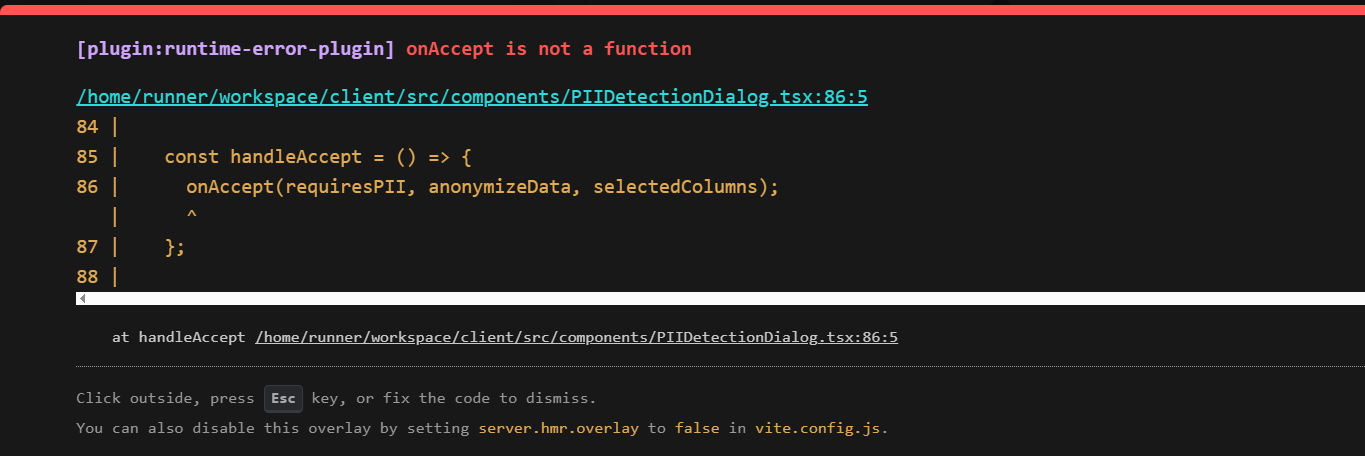 [plugin:runtime-error-plugin] onAccept is not a function
/home/runner/workspace/client/src/components/PIIDetectionDialog.tsx:86:5
84 |
85 |    const handleAccept = () => {
86 |      onAccept(requiresPII, anonymizeData, selectedColumns);
   |      ^
87 |    };
88 |
at handleAccept /home/runner/workspace/client/src/components/PIIDetectionDialog.tsx:86:5
Click outside, press Esc key, or fix the code to dismiss.
You can also disable this overlay by setting server.hmr.overlay to false in vite.config.js.